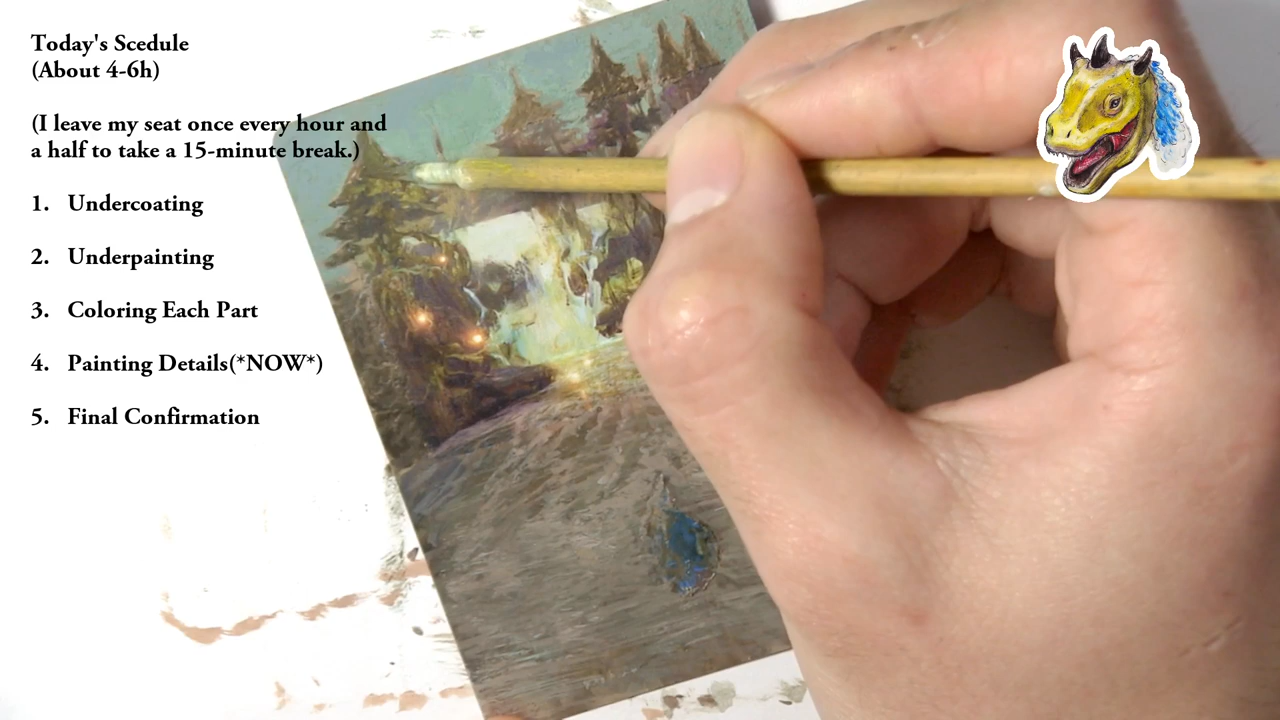 Today's Scedule
(About 4-6h)
(I leave my seat once every hour and
a half to take a 15-minute break.)
1. Undercoating
2. Underpainting
3. Coloring Each Part
4. Painting Details(*NOW*)
5. Final Confirmation